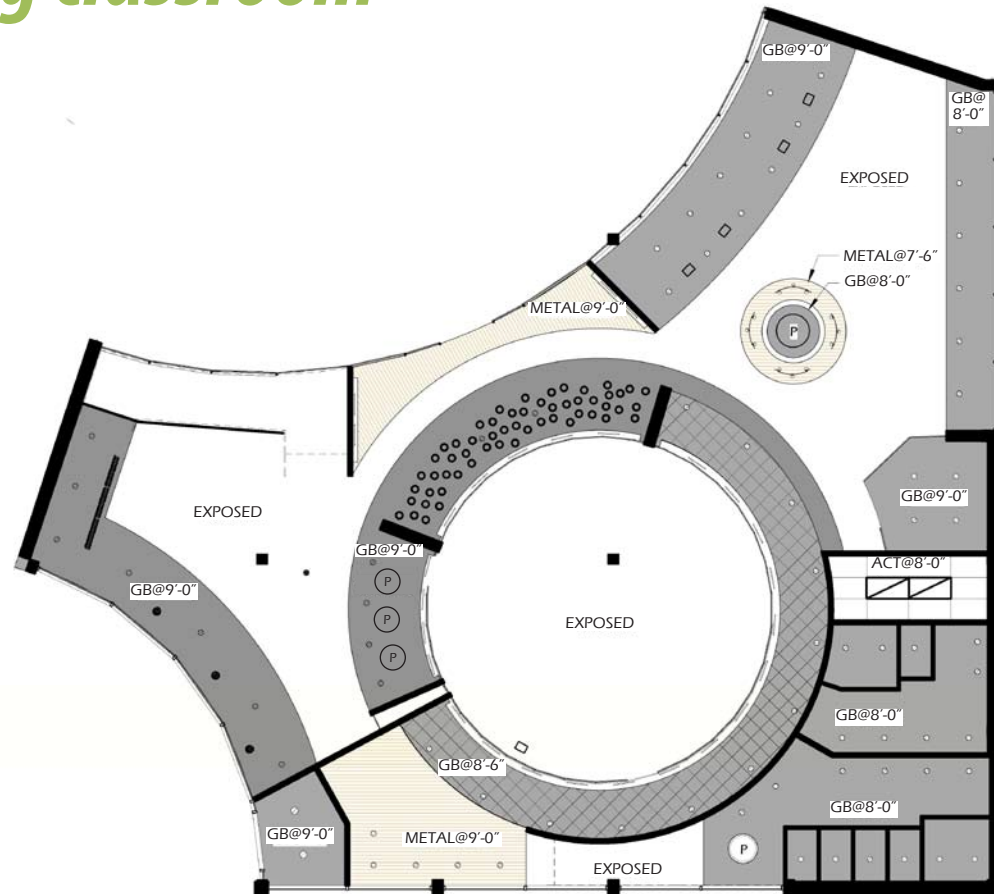 g classroom
GB@9'-0"
GB@
8'-0"
EXPOSED
METAL@7'-6"
GB@8'-0"
METAL@9'-0"
P
EXPOSED
GB@9'-0"
GB@9'-0"
ACT@8'-0"
GB@9'-0"
P
P
P
EXPOSED
GB@8'-0"
GB@8'-6"
GB@8'-0"
GB@9'-0"
METAL@9'-0"
P
EXPOSED